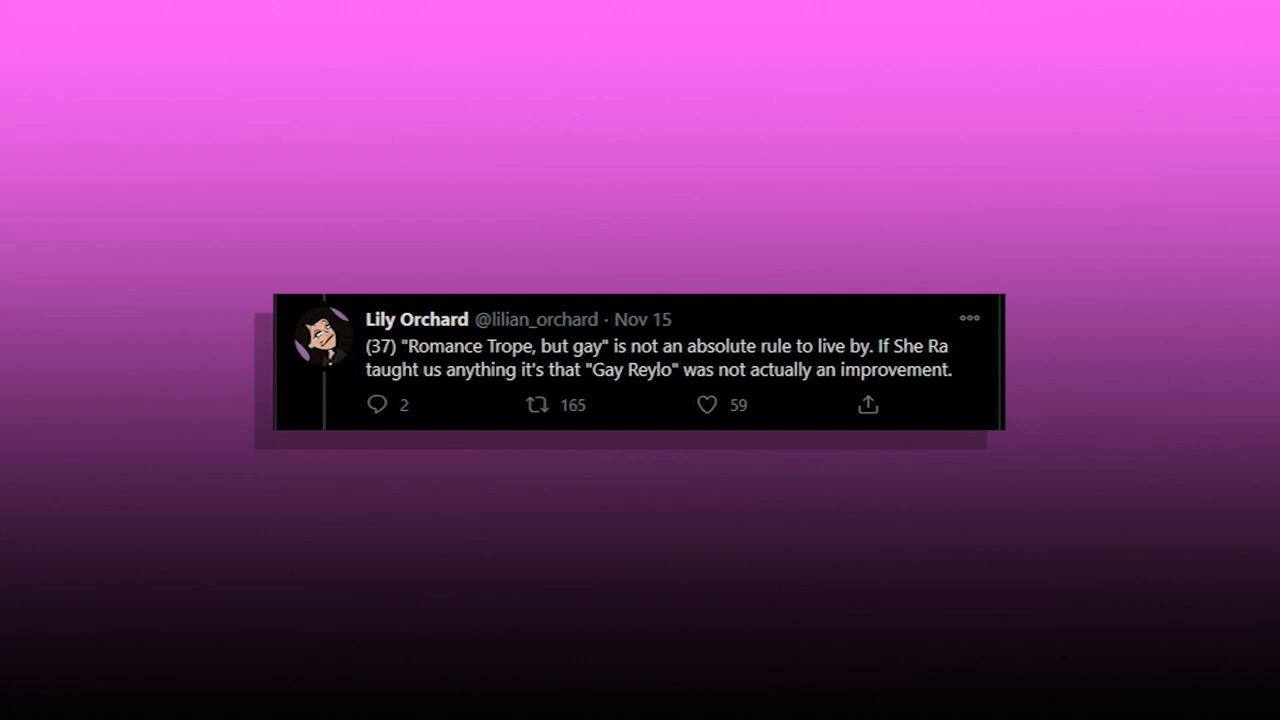 Lily Orchard @lilian_orchard · Nov 15
(37) "Romance Trope, but gay" is not an absolute rule to live by. If She Ra
taught us anything it's that "Gay Reylo" was not actually an improvement.
2 165 59